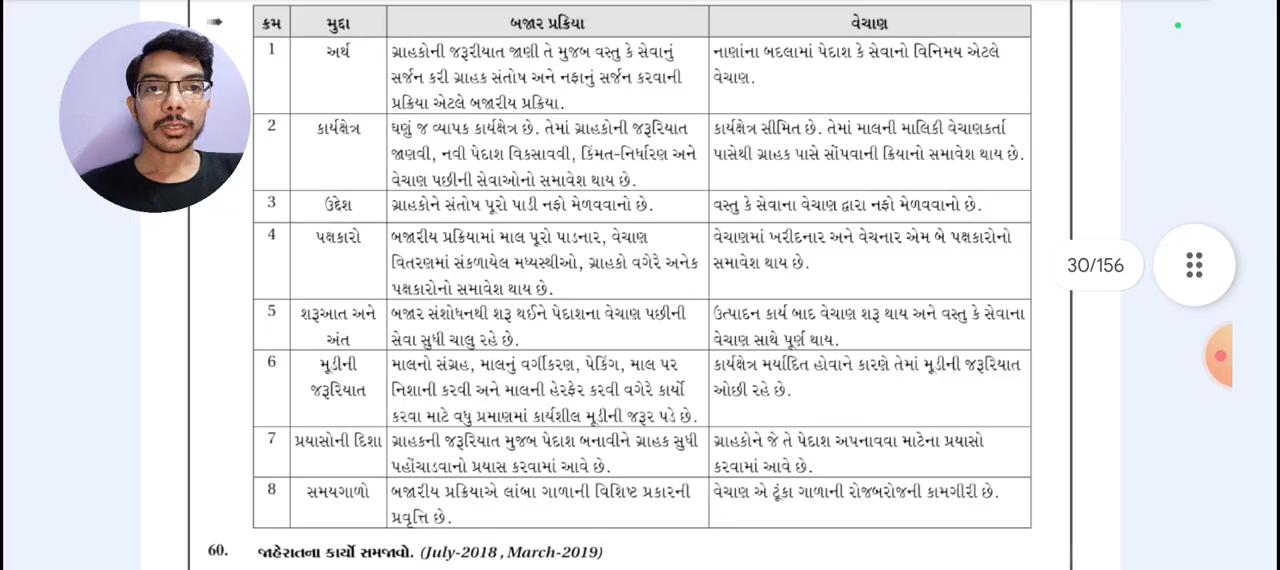 ક્રમ મુદ્દા બજાર પ્રક્રિયા વેચાણ
1 અર્થ ગ્રાહકોની જરૂરીયાત જાણી તે મુજબ વસ્તુ કે સેવાનું સર્જન કરી ગ્રાહક સંતોષ અને નફાનું સર્જન કરવાની પ્રક્રિયા એટલે બજારીય પ્રક્રિયા. નાણાંના બદલામાં પેદાશ કે સેવાનો વિનિમય એટલે વેચાણ.
2 કાર્યક્ષેત્ર ઘણું જ વ્યાપક કાર્યક્ષેત્ર છે. તેમાં ગ્રાહકોની જરૂરિયાત જાણવી, નવી પેદાશ વિકસાવવી, કિંમત-નિર્ધારણ અને વેચાણ પછીની સેવાઓનો સમાવેશ થાય છે. કાર્યક્ષેત્ર સીમિત છે. તેમાં માલની માલિકી વેચાણકર્તા પાસેથી ગ્રાહક પાસે સોંપવાની ક્રિયાનો સમાવેશ થાય છે.
3 ઉદ્દેશ ગ્રાહકોને સંતોષ પૂરો પાડી નફો મેળવવાનો છે. વસ્તુ કે સેવાના વેચાણ દ્વારા નફો મેળવવાનો છે.
4 પક્ષકારો બજારીય પ્રક્રિયામાં માલ પૂરો પાડનાર, વેચાણ વિતરણમાં સંકળાયેલ મધ્યસ્થીઓ, ગ્રાહકો વગેરે અનેક પક્ષકારોનો સમાવેશ થાય છે. વેચાણમાં ખરીદનાર અને વેચનાર એમ બે પક્ષકારોનો સમાવેશ થાય છે.
5 શરૂઆત અને અંત બજાર સંશોધનથી શરૂ થઈને પેદાશના વેચાણ પછીની સેવા સુધી ચાલુ રહે છે. ઉત્પાદન કાર્ય બાદ વેચાણ શરૂ થાય અને વસ્તુ કે સેવાના વેચાણ સાથે પૂર્ણ થાય.
6 મૂડીની જરૂરિયાત માલનો સંગ્રહ, માલનું વર્ગીકરણ, પેકિંગ, માલ પર નિશાની કરવી અને માલની હેરફેર કરવી વગેરે કાર્યો કરવા માટે વધુ પ્રમાણમાં કાર્યશીલ મૂડીની જરૂર પડે છે. કાર્યક્ષેત્ર મર્યાદિત હોવાને કારણે તેમાં મૂડીની જરૂરિયાત ઓછી રહે છે.
7 પ્રયાસોની દિશા ગ્રાહકની જરૂરિયાત મુજબ પેદાશ બનાવીને ગ્રાહક સુધી પહોંચાડવાનો પ્રયાસ કરવામાં આવે છે. ગ્રાહકોને જે તે પેદાશ અપનાવવા માટેના પ્રયાસો કરવામાં આવે છે.
8 સમયગાળો બજારીય પ્રક્રિયાએ લાંબા ગાળાની વિશિષ્ટ પ્રકારની પ્રવૃત્તિ છે. વેચાણ એ ટૂંકા ગાળાની રોજબરોજની કામગીરી છે.
60. જાહેરાતના કાર્યો સમજાવો. (July-2018, March-2019)
30/156